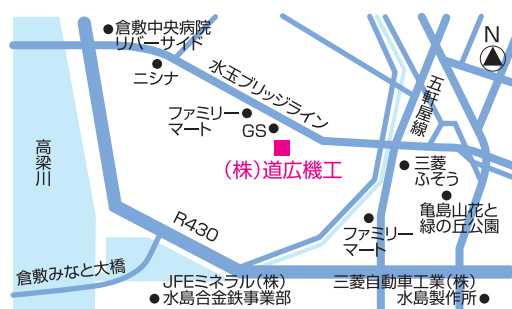 倉敷中央病院
リバーサイド
N
ニシナ
水玉ブリッジライン
五軒屋線
ファミリー
マート
GS
高梁川
(株)道広機工
三菱
ふそう
亀島山花と
緑の丘公園
R430
ファミリー
マート
倉敷みなと大橋
JFEミネラル(株)
水島合金鉄事業部
三菱自動車工業(株)
水島製作所